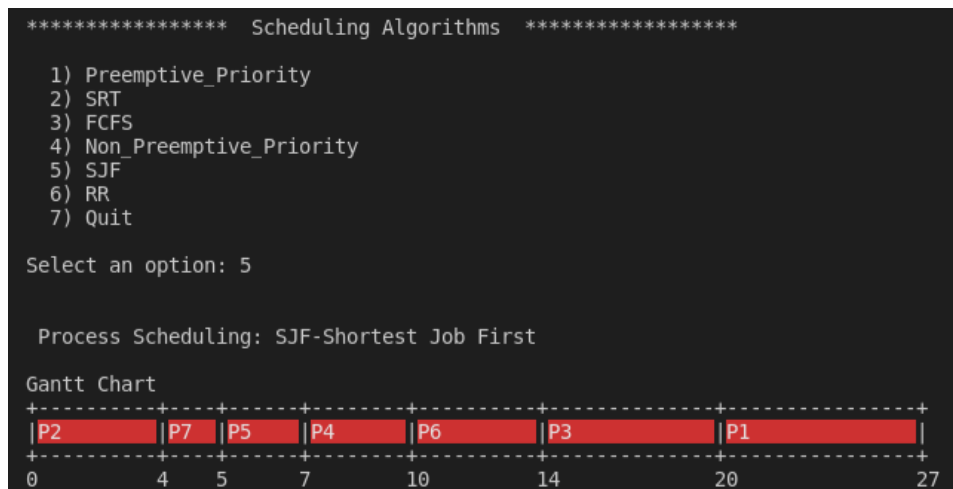 *****************  Scheduling Algorithms  ******************
1) Preemptive_Priority
2) SRT
3) FCFS
4) Non_Preemptive_Priority
5) SJF
6) RR
7) Quit
Select an option: 5
Process Scheduling: SJF-Shortest Job First
Gantt Chart
+----------+----+------+--------+----------+--------------+----------------+
|P2 |P7 |P5 |P4 |P6 |P3 |P1 |
+----------+----+------+--------+----------+--------------+----------------+
0 4 5 7 10 14 20 27